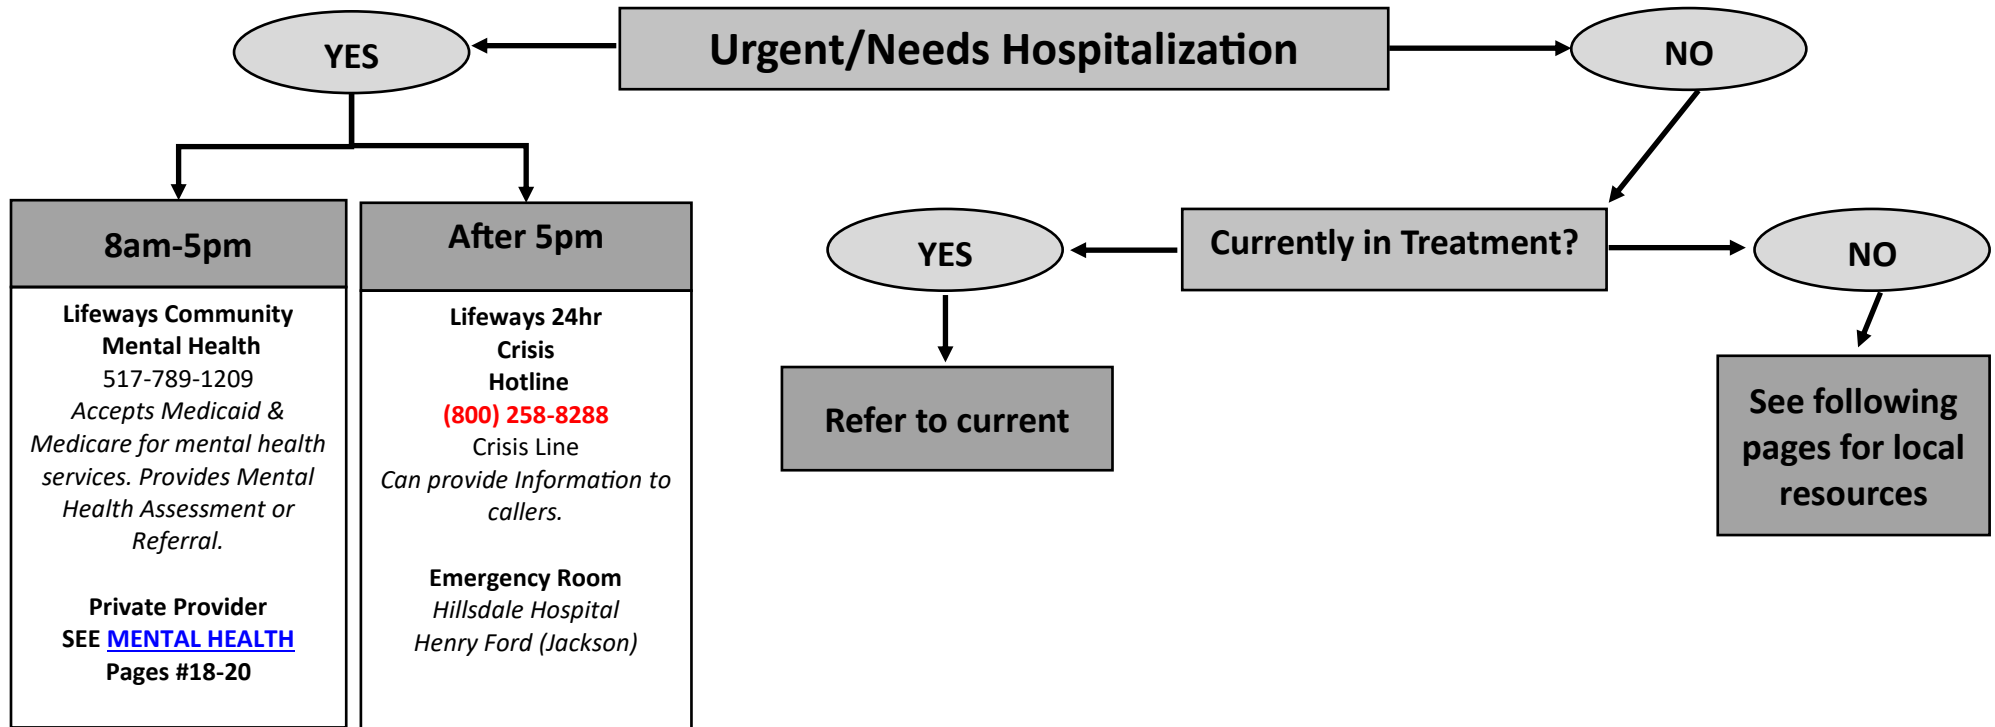 Urgent/Needs Hospitalization
YES
NO
8am-5pm
Lifeways Community
Mental Health
517-789-1209
Accepts Medicaid &
Medicare for mental health
services. Provides Mental
Health Assessment or
Referral.
Private Provider
SEE MENTAL HEALTH
Pages #18-20
After 5pm
Lifeways 24hr
Crisis
Hotline
(800) 258-8288
Crisis Line
Can provide Information to
callers.
Emergency Room
Hillsdale Hospital
Henry Ford (Jackson)
Currently in Treatment?
YES
NO
Refer to current
See following
pages for local
resources